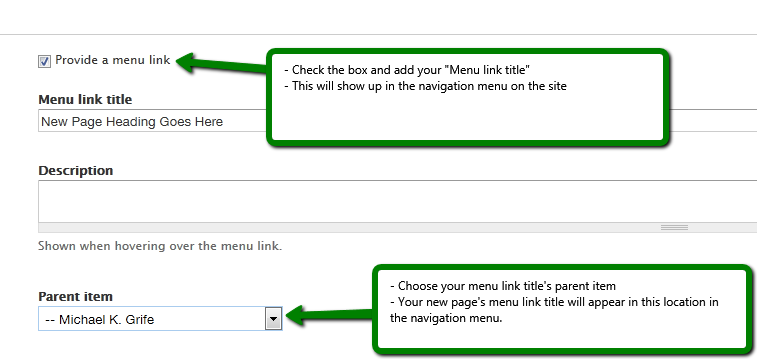 Provide a menu link
- Check the box and add your "Menu link title"
- This will show up in the navigation menu on the site
Menu link title
New Page Heading Goes Here
Description
Shown when hovering over the menu link.
- Choose your menu link title's parent item
- Your new page's menu link title will appear in this location in
the navigation menu.
Parent item
-- Michael K. Grife